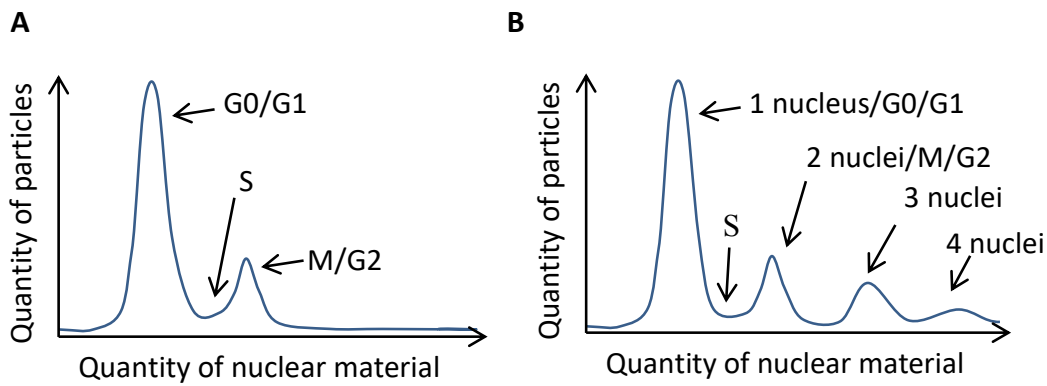 A
Quantity of particles
G0/G1
S
M/G2
Quantity of nuclear material
B
Quantity of particles
1 nucleus/G0/G1
2 nuclei/M/G2
3 nuclei
S
4 nuclei
Quantity of nuclear material